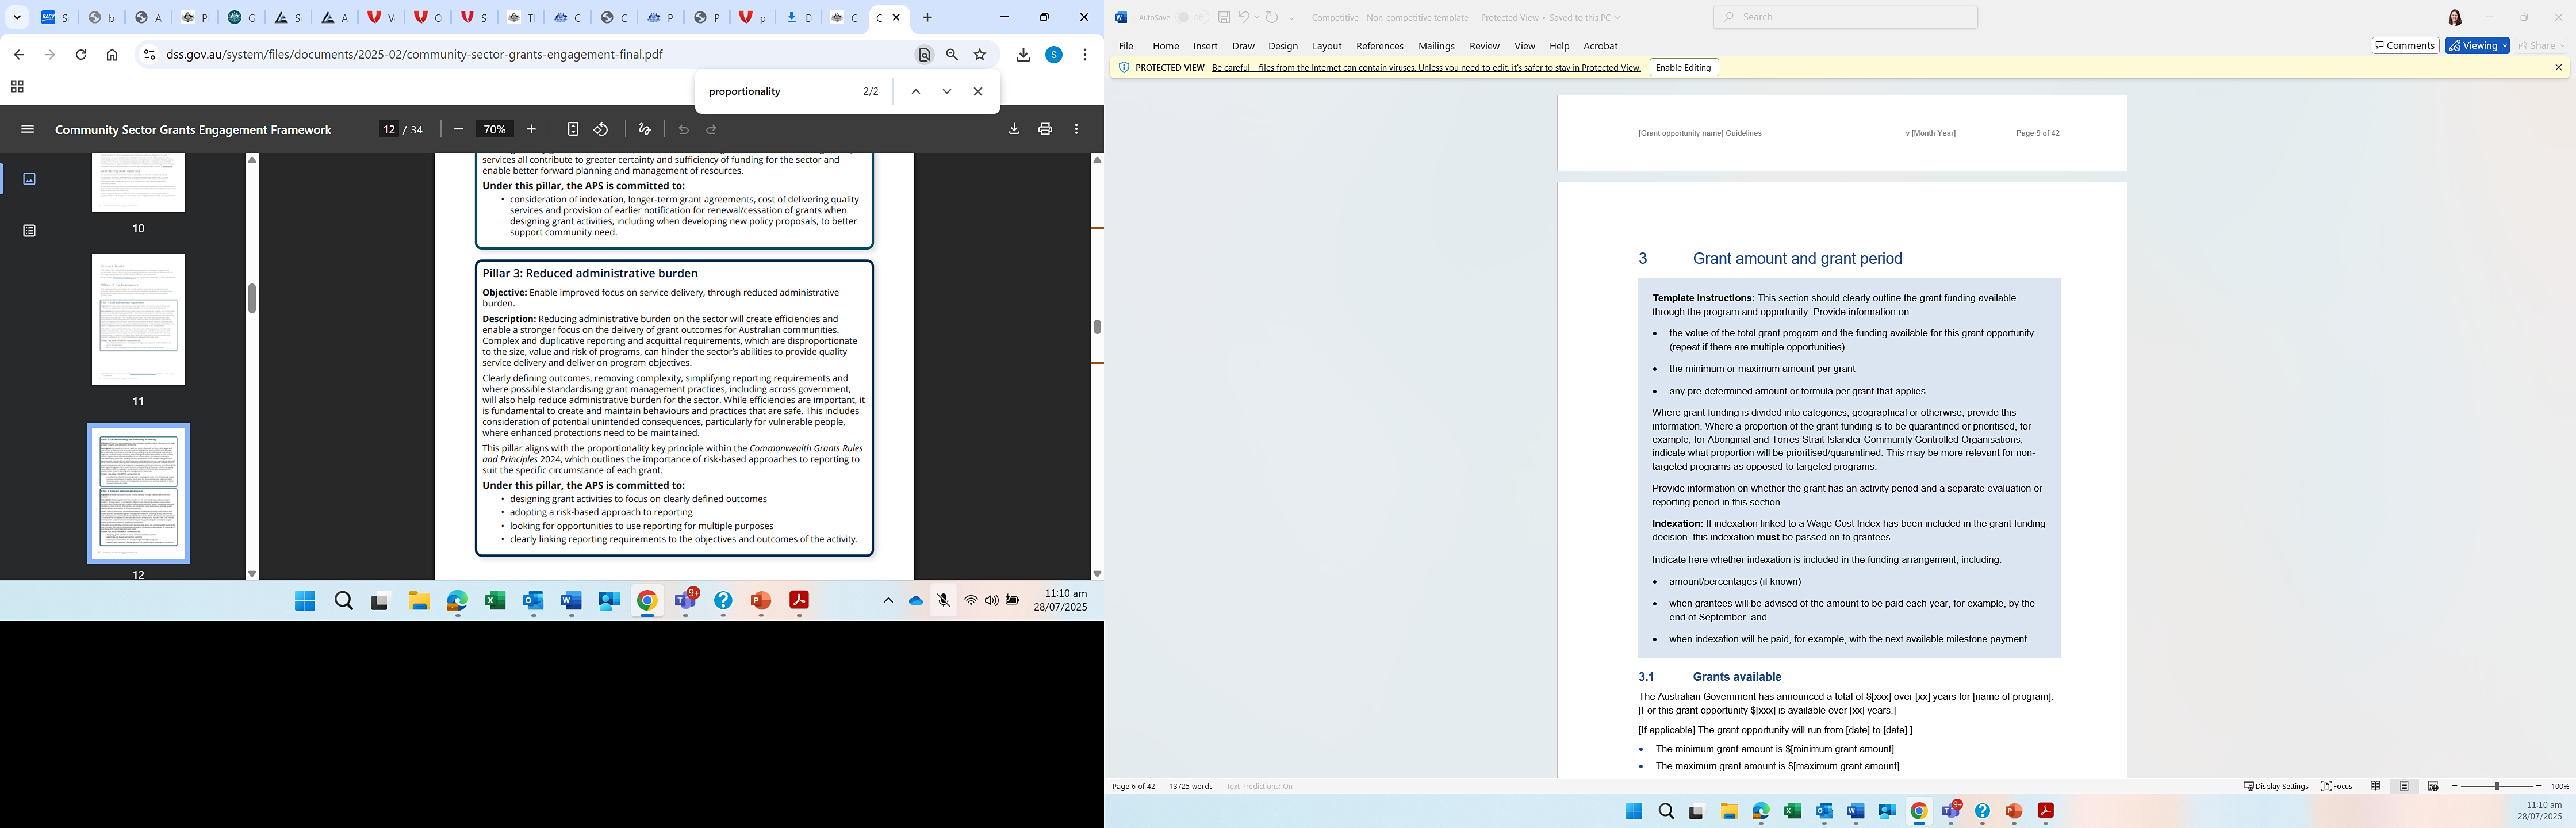 S
b
A
P
G
S
A
V
C
S
T
C
C
P
P
p
D
C
C
dss.gov.au/system/files/documents/2025-02/community-sector-grants-engagement-final.pdf
S
proportionality 2/2
Community Sector Grants Engagement Framework 12 / 34 70%
10
11
12
services all contribute to greater certainty and sufficiency of funding for the sector and
enable better forward planning and management of resources.
Under this pillar, the APS is committed to:
• consideration of indexation, longer-term grant agreements, cost of delivering quality
services and provision of earlier notification for renewal/cessation of grants when
designing grant activities, including when developing new policy proposals, to better
support community need.
Pillar 3: Reduced administrative burden
Objective: Enable improved focus on service delivery, through reduced administrative
burden.
Description: Reducing administrative burden on the sector will create efficiencies and
enable a stronger focus on the delivery of grant outcomes for Australian communities.
Complex and duplicative reporting and acquittal requirements, which are disproportionate
to the size, value and risk of programs, can hinder the sector's abilities to provide quality
service delivery and deliver on program objectives.
Clearly defining outcomes, removing complexity, simplifying reporting requirements and
where possible standardising grant management practices, including across government,
will also help reduce administrative burden for the sector. While efficiencies are important, it
is fundamental to create and maintain behaviours and practices that are safe. This includes
consideration of potential unintended consequences, particularly for vulnerable people,
where enhanced protections need to be maintained.
This pillar aligns with the proportionality key principle within the Commonwealth Grants Rules
and Principles 2024, which outlines the importance of risk-based approaches to reporting to
suit the specific circumstance of each grant.
Under this pillar, the APS is committed to:
• designing grant activities to focus on clearly defined outcomes
• adopting a risk-based approach to reporting
• looking for opportunities to use reporting for multiple purposes
• clearly linking reporting requirements to the objectives and outcomes of the activity.
9+
11:10 am
28/07/2025
AutoSave Off Competitive - Non-competitive template - Protected View • Saved to this PC Search
File Home Insert Draw Design Layout References Mailings Review View Help Acrobat Comments Viewing Share
PROTECTED VIEW Be careful—files from the Internet can contain viruses. Unless you need to edit, it's safer to stay in Protected View. Enable Editing
[Grant opportunity name] Guidelines v [Month Year] Page 9 of 42
3 Grant amount and grant period
Template instructions: This section should clearly outline the grant funding available
through the program and opportunity. Provide information on:
• the value of the total grant program and the funding available for this grant opportunity
(repeat if there are multiple opportunities)
• the minimum or maximum amount per grant
• any pre-determined amount or formula per grant that applies.
Where grant funding is divided into categories, geographical or otherwise, provide this
information. Where a proportion of the grant funding is to be quarantined or prioritised, for
example, for Aboriginal and Torres Strait Islander Community Controlled Organisations,
indicate what proportion will be prioritised/quarantined. This may be more relevant for non-
targeted programs as opposed to targeted programs.
Provide information on whether the grant has an activity period and a separate evaluation or
reporting period in this section.
Indexation: If indexation linked to a Wage Cost Index has been included in the grant funding
decision, this indexation must be passed on to grantees.
Indicate here whether indexation is included in the funding arrangement, including:
• amount/percentages (if known)
• when grantees will be advised of the amount to be paid each year, for example, by the
end of September, and
• when indexation will be paid, for example, with the next available milestone payment.
3.1 Grants available
The Australian Government has announced a total of $[xxx] over [xx] years for [name of program].
[For this grant opportunity $[xxx] is available over [xx] years.]
[If applicable] The grant opportunity will run from [date] to [date].]
• The minimum grant amount is $[minimum grant amount].
• The maximum grant amount is $[maximum grant amount].
Page 6 of 42 13725 words Text Predictions: On Display Settings Focus 100%
9+
11:10 am
28/07/2025